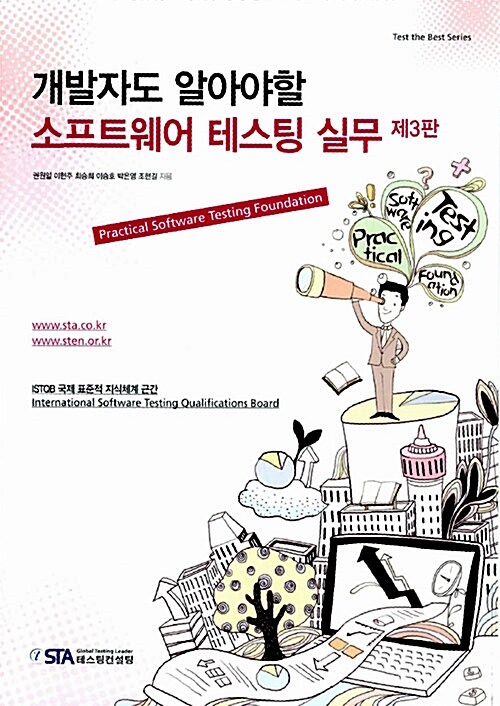 Test the Best Series
개발자도 알아야할
소프트웨어 테스팅 실무 제3판
권원일 이현주 최승희 이승호 박은영 조현길 지음
Practical Software Testing Foundation
Soft
ware
Test
ing
Prac
tical
Found
ation
www.sta.co.kr
www.sten.or.kr
ISTQB 국제 표준적 지식체계 근간
International Software Testing Qualifications Board
STA Global Testing Leader
테스팅컨설팅